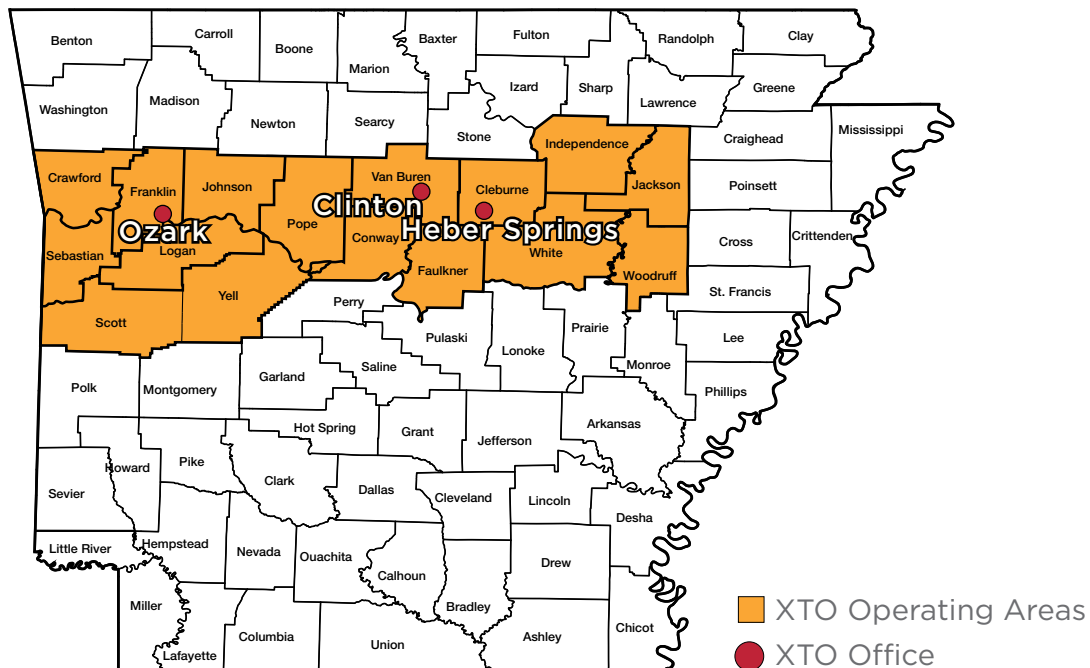 Benton
Carroll
Boone
Marion
Baxter
Fulton
Randolph
Clay
Washington
Madison
Newton
Searcy
Stone
Izard
Sharp
Lawrence
Greene
Craighead
Mississippi
Crawford
Franklin
Johnson
Pope
Van Buren
Cleburne
Independence
Jackson
Poinsett
Ozark
Clinton
Heber Springs
Sebastian
Logan
Conway
Faulkner
White
Woodruff
Cross
Crittenden
Scott
Yell
Perry
Pulaski
Lonoke
Prairie
Monroe
St. Francis
Lee
Phillips
Polk
Montgomery
Garland
Saline
Hot Spring
Grant
Jefferson
Arkansas
Howard
Pike
Clark
Dallas
Cleveland
Lincoln
Desha
Sevier
Little River
Hempstead
Nevada
Ouachita
Calhoun
Bradley
Drew
Miller
Lafayette
Columbia
Union
Ashley
Chicot
XTO Operating Areas
XTO Office